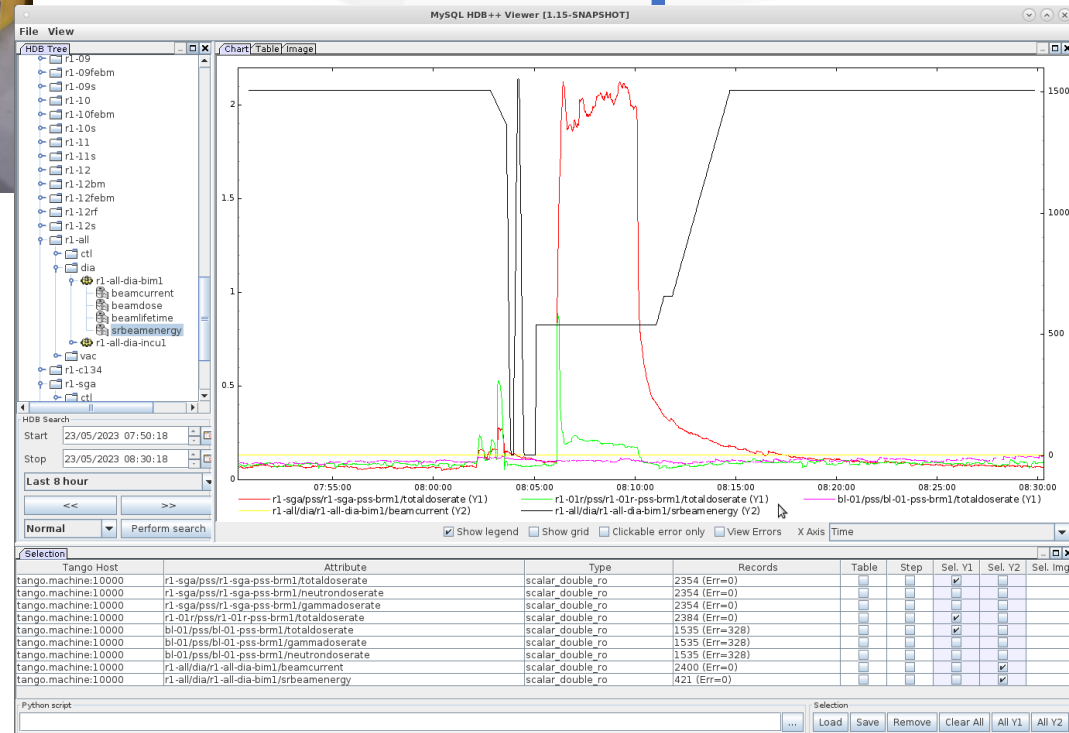 MySQL HDB++ Viewer [1.15-SNAPSHOT]
File View
HDB Tree
Chart Table Image
r1-09
r1-09febm
r1-09s
r1-10
r1-10febm
r1-10s
r1-11
r1-11s
r1-12
r1-12bm
r1-12febm
r1-12rf
r1-12s
r1-all
ctl
dia
r1-all-dia-bim1
beamcurrent
beamdose
beamlifetime
srbeamenergy
r1-all-dia-incu1
vac
r1-c134
r1-sga
ctl
HDB Search
Start 23/05/2023 07:50:18
Stop 23/05/2023 08:30:18
Last 8 hour
<< >>
Normal Perform search
2
1.5
1
0.5
0
1500
1000
500
0
07:55:00 08:00:00 08:05:00 08:10:00 08:15:00 08:20:00 08:25:00 08:30:00
r1-sga/pss/r1-sga-pss-brm1/totaldoserate (Y1) r1-01r/pss/r1-01r-pss-brm1/totaldoserate (Y1) bl-01/pss/bl-01-pss-brm1/totaldoserate (Y1)
r1-all/dia/r1-all-dia-bim1/beamcurrent (Y2) r1-all/dia/r1-all-dia-bim1/srbeamenergy (Y2)
Show legend Show grid Clickable error only View Errors X Axis Time
Selection
Tango Host Attribute Type Records Table Step Sel. Y1 Sel. Y2 Sel. Img
tango.machine:10000 r1-sga/pss/r1-sga-pss-brm1/totaldoserate scalar_double_ro 2354 (Err=0)
tango.machine:10000 r1-sga/pss/r1-sga-pss-brm1/neutrondoserate scalar_double_ro 2354 (Err=0)
tango.machine:10000 r1-sga/pss/r1-sga-pss-brm1/gammadoserate scalar_double_ro 2354 (Err=0)
tango.machine:10000 r1-01r/pss/r1-01r-pss-brm1/totaldoserate scalar_double_ro 2384 (Err=0)
tango.machine:10000 bl-01/pss/bl-01-pss-brm1/totaldoserate scalar_double_ro 1535 (Err=328)
tango.machine:10000 bl-01/pss/bl-01-pss-brm1/gammadoserate scalar_double_ro 1535 (Err=328)
tango.machine:10000 bl-01/pss/bl-01-pss-brm1/neutrondoserate scalar_double_ro 1535 (Err=328)
tango.machine:10000 r1-all/dia/r1-all-dia-bim1/beamcurrent scalar_double_ro 2400 (Err=0)
tango.machine:10000 r1-all/dia/r1-all-dia-bim1/srbeamenergy scalar_double_ro 421 (Err=0)
Python script
Selection
... Load Save Remove Clear All All Y1 All Y2